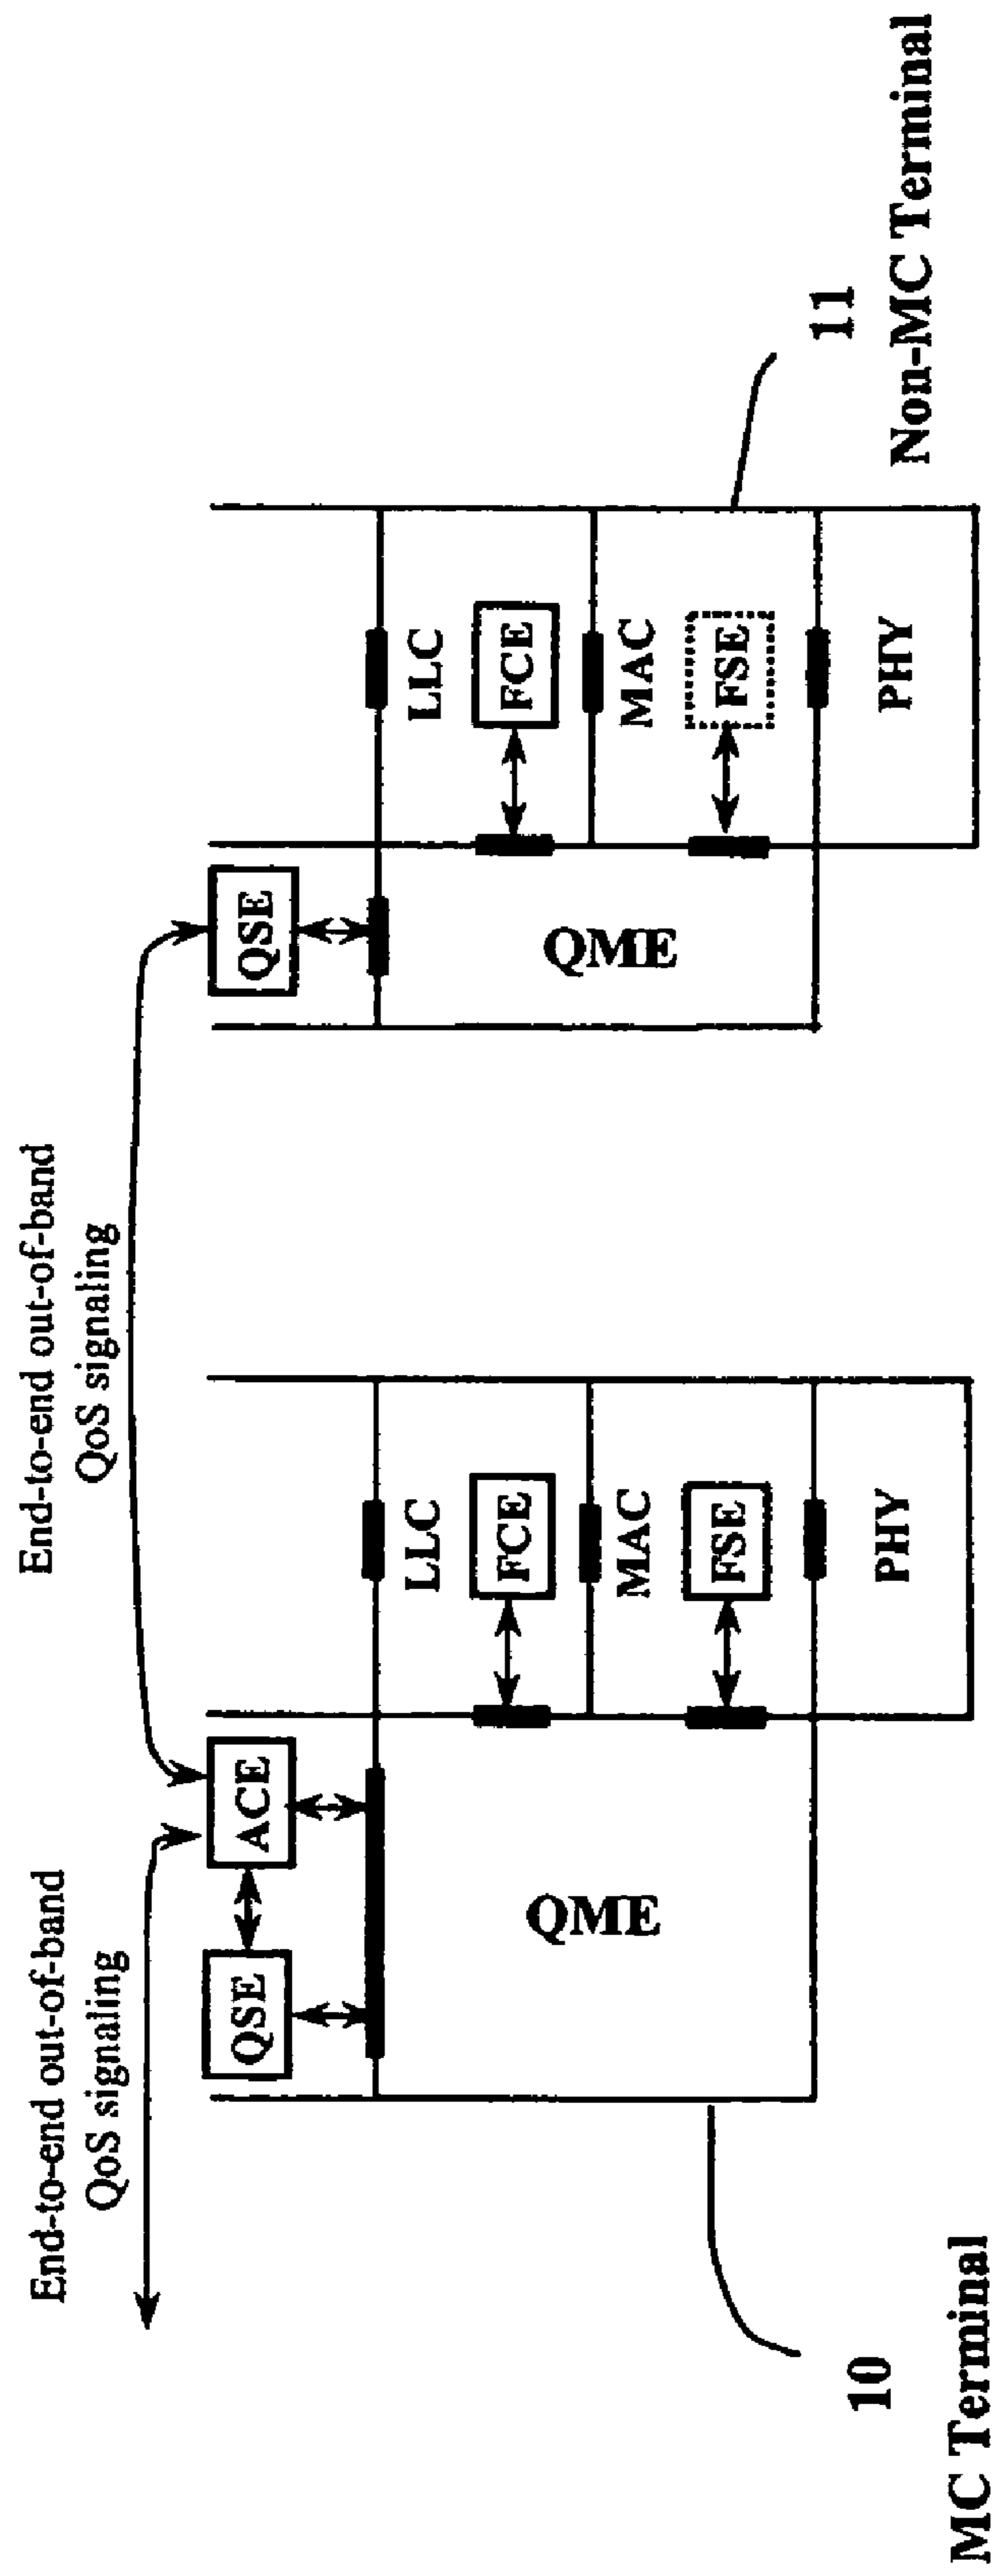 End-to-end out-of-band
QoS signaling
End-to-end out-of-band
QoS signaling
QSE
ACE
QME
LLC
FCE
MAC
FSE
PHY
10
MC Terminal
QSE
QME
LLC
FCE
MAC
FSE
PHY
11
Non-MC Terminal